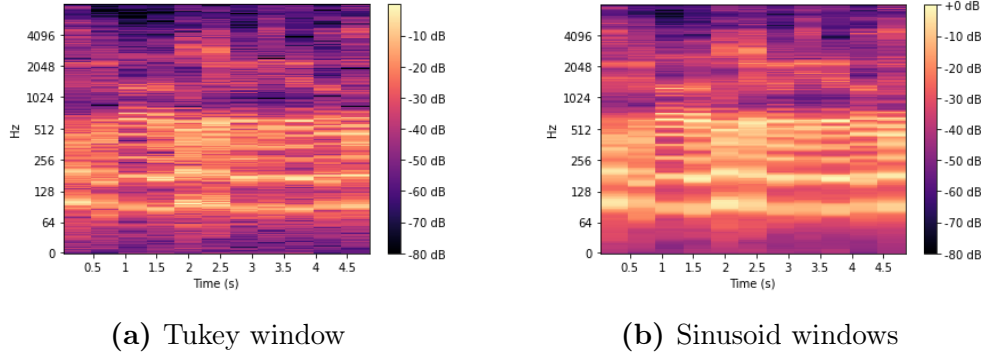 4096
2048
1024
512
256
128
64
0
Hz
0.5 1 1.5 2 2.5 3 3.5 4 4.5
Time (s)
-10 dB
-20 dB
-30 dB
-40 dB
-50 dB
-60 dB
-70 dB
-80 dB
(a) Tukey window
4096
2048
1024
512
256
128
64
0
Hz
0.5 1 1.5 2 2.5 3 3.5 4 4.5
Time (s)
+0 dB
-10 dB
-20 dB
-30 dB
-40 dB
-50 dB
-60 dB
-70 dB
-80 dB
(b) Sinusoid windows